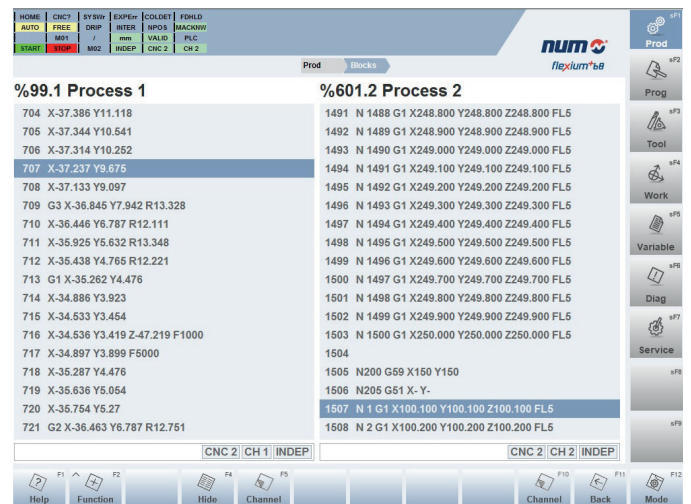 HOME CNC? SYSWr EXPErr COLDET FDHLD
AUTO FREE DRIP INTER NPOS MACKNW
M01 / mm VALID PLC
START STOP M02 INDEP CNC 2 CH 2
num
flexium+68
Prod Blocks
%99.1 Process 1
704 X-37.386 Y11.118
705 X-37.344 Y10.541
706 X-37.314 Y10.252
707 X-37.237 Y9.675
708 X-37.133 Y9.097
709 G3 X-36.845 Y7.942 R13.328
710 X-36.446 Y6.787 R12.111
711 X-35.925 Y5.632 R13.348
712 X-35.438 Y4.765 R12.221
713 G1 X-35.262 Y4.476
714 X-34.886 Y3.923
715 X-34.533 Y3.454
716 X-34.536 Y3.419 Z-47.219 F1000
717 X-34.897 Y3.899 F5000
718 X-35.287 Y4.476
719 X-35.636 Y5.054
720 X-35.754 Y5.27
721 G2 X-36.463 Y6.787 R12.751
CNC 2 CH 1 INDEP
%601.2 Process 2
1491 N 1488 G1 X248.800 Y248.800 Z248.800 FL5
1492 N 1489 G1 X248.900 Y248.900 Z248.900 FL5
1493 N 1490 G1 X249.000 Y249.000 Z249.000 FL5
1494 N 1491 G1 X249.100 Y249.100 Z249.100 FL5
1495 N 1492 G1 X249.200 Y249.200 Z249.200 FL5
1496 N 1493 G1 X249.300 Y249.300 Z249.300 FL5
1497 N 1494 G1 X249.400 Y249.400 Z249.400 FL5
1498 N 1495 G1 X249.500 Y249.500 Z249.500 FL5
1499 N 1496 G1 X249.600 Y249.600 Z249.600 FL5
1500 N 1497 G1 X249.700 Y249.700 Z249.700 FL5
1501 N 1498 G1 X249.800 Y249.800 Z249.800 FL5
1502 N 1499 G1 X249.900 Y249.900 Z249.900 FL5
1503 N 1500 G1 X250.000 Y250.000 Z250.000 FL5
1504
1505 N200 G59 X150 Y150
1506 N205 G51 X- Y-
1507 N 1 G1 X100.100 Y100.100 Z100.100 FL5
1508 N 2 G1 X100.200 Y100.200 Z100.200 FL5
CNC 2 CH 2 INDEP
sF1
Prod
sF2
Prog
sF3
Tool
sF4
Work
sF5
Variable
sF6
Diag
sF7
Service
sF8
sF9
F1 F2 F4 F5 F10 F11 F12
Help Function Hide Channel Channel Back Mode